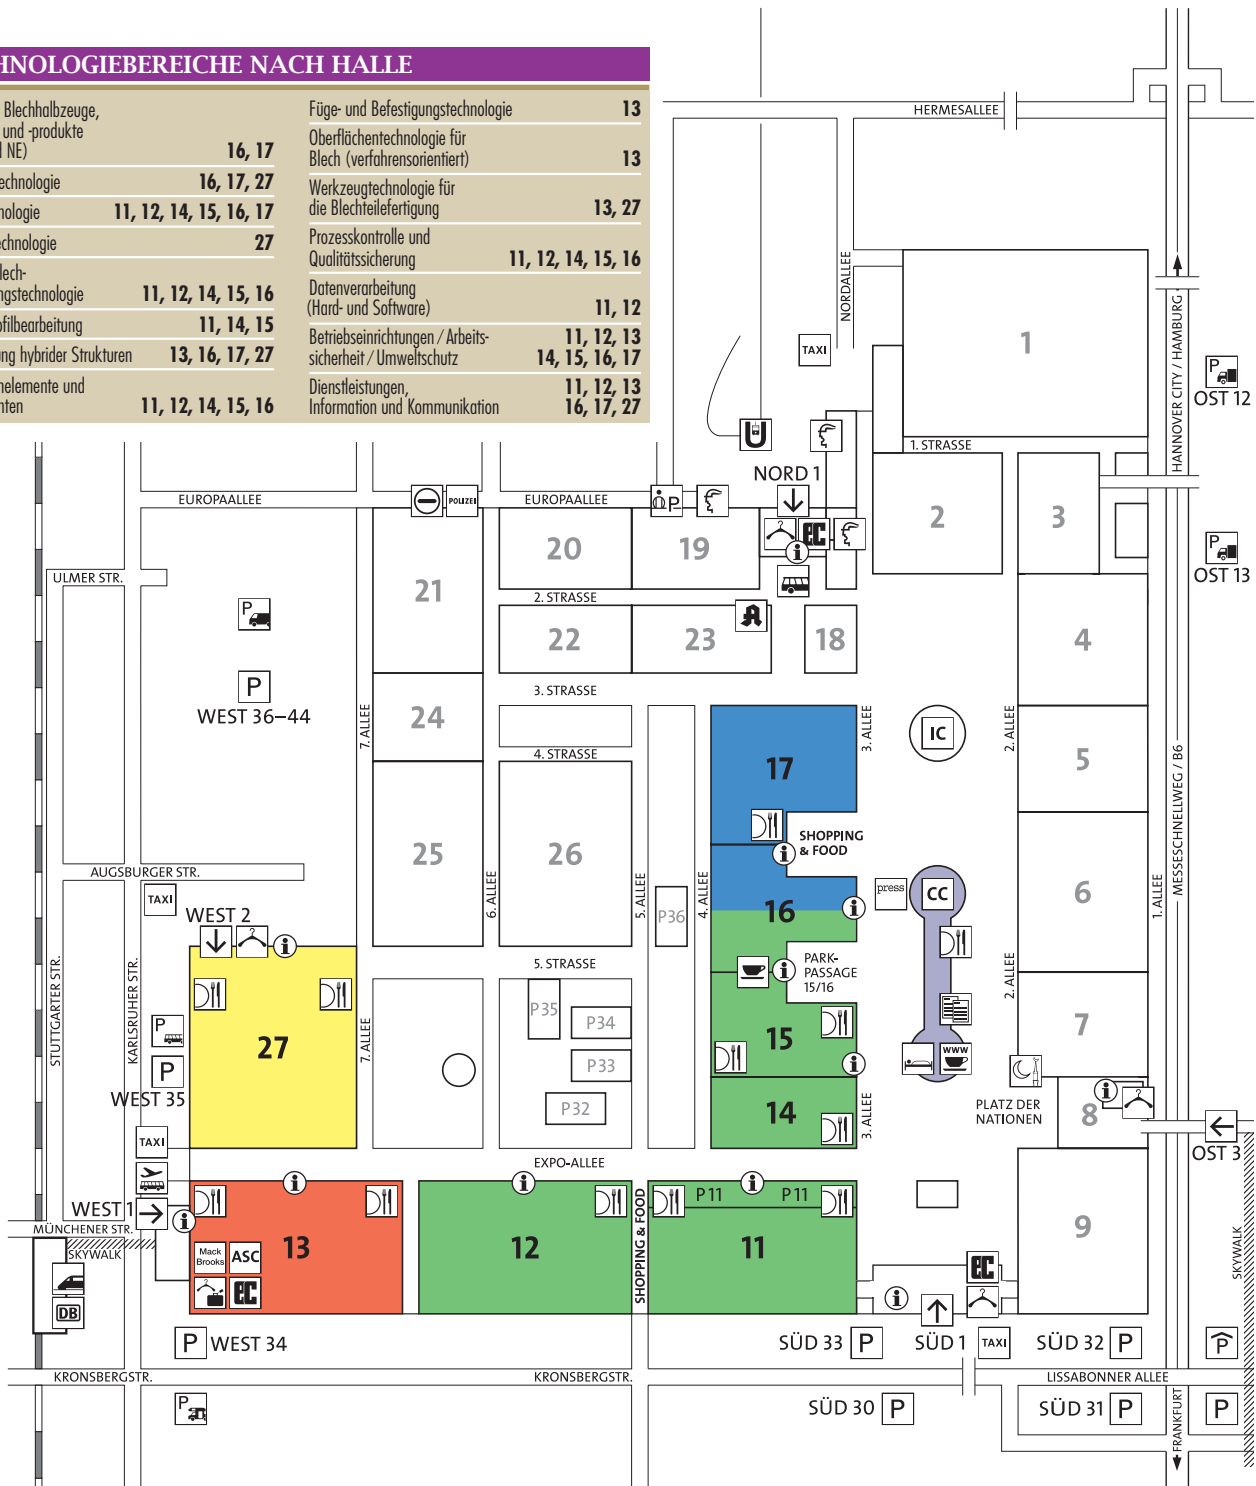 HNOLOGIEBEREICHE NACH HALLE
Blechhalbzeuge,
und -produkte
NE) 16, 17
echnologie 16, 17, 27
nologie 11, 12, 14, 15, 16, 17
echnologie 27
lech-
ngstechnologie 11, 12, 14, 15, 16
ofilbearbeitung 11, 14, 15
ung hybrider Strukturen 13, 16, 17, 27
nelemente und
nten 11, 12, 14, 15, 16
Füge- und Befestigungstechnologie 13
Oberflächentechnologie für
Blech (verfahrensorientiert) 13
Werkzeugtechnologie für
die Blechteilefertigung 13, 27
Prozesskontrolle und
Qualitätssicherung 11, 12, 14, 15, 16
Datenverarbeitung
(Hard- und Software) 11, 12
Betriebseinrichtungen / Arbeits- 11, 12, 13
sicherheit / Umweltschutz 14, 15, 16, 17
Dienstleistungen, 11, 12, 13
Information und Kommunikation 16, 17, 27
HERMESALLEE
NORDALLEE
HANNOVER CITY / HAMBURG
1
TAXI
P
OST 12
1. STRASSE
U
NORD 1
EUROPAALLEE
POLIZEI
EUROPAALLEE
P
2
3
20
19
EC
i
P
OST 13
ULMER STR.
21
2. STRASSE
P
22
23
A
18
4
P
WEST 36–44
3. STRASSE
24
7. ALLEE
3. ALLEE
IC
2. ALLEE
4. STRASSE
17
5
MESSESCHNELLWEG / B6
25
26
SHOPPING
& FOOD
i
AUGSBURGER STR.
TAXI
6. ALLEE
5. ALLEE
P36
4. ALLEE
16
i
press
CC
6
1. ALLEE
WEST 2
i
5. STRASSE
i
PARK-
PASSAGE
15/16
2. ALLEE
STUTTGARTER STR.
KARLSRUHER STR.
P35
P34
15
7
P
27
7. ALLEE
P33
i
www
P
WEST 35
P32
14
3. ALLEE
PLATZ DER
NATIONEN
i
8
TAXI
OST 3
EXPO-ALLEE
i
i
i
P 11
P 11
WEST 1
i
MÜNCHENER STR.
SKYWALK
13
12
SHOPPING & FOOD
11
9
SKYWALK
Mack
Brooks
ASC
EC
EC
DB
i
P
WEST 34
SÜD 33
P
SÜD 1
TAXI
SÜD 32
P
P
KRONSBERGSTR.
KRONSBERGSTR.
LISSABONNER ALLEE
P
SÜD 30
P
SÜD 31
P
P
FRANKFURT